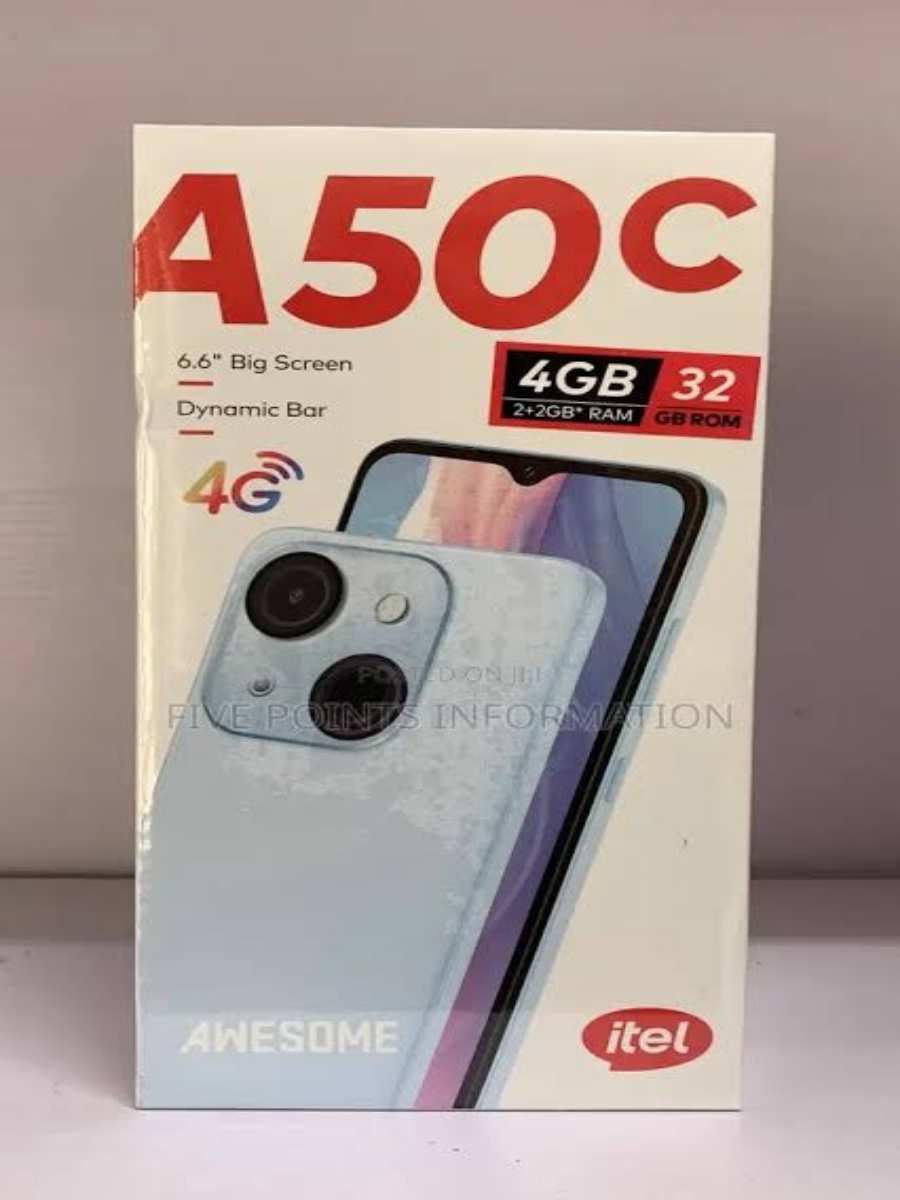 A50C
6.6" Big Screen
Dynamic Bar
4GB
2+2GB* RAM
32
GB ROM
4G
POSTED ON JIJI
FIVE POINTS INFORMATION
AWESOME
itel